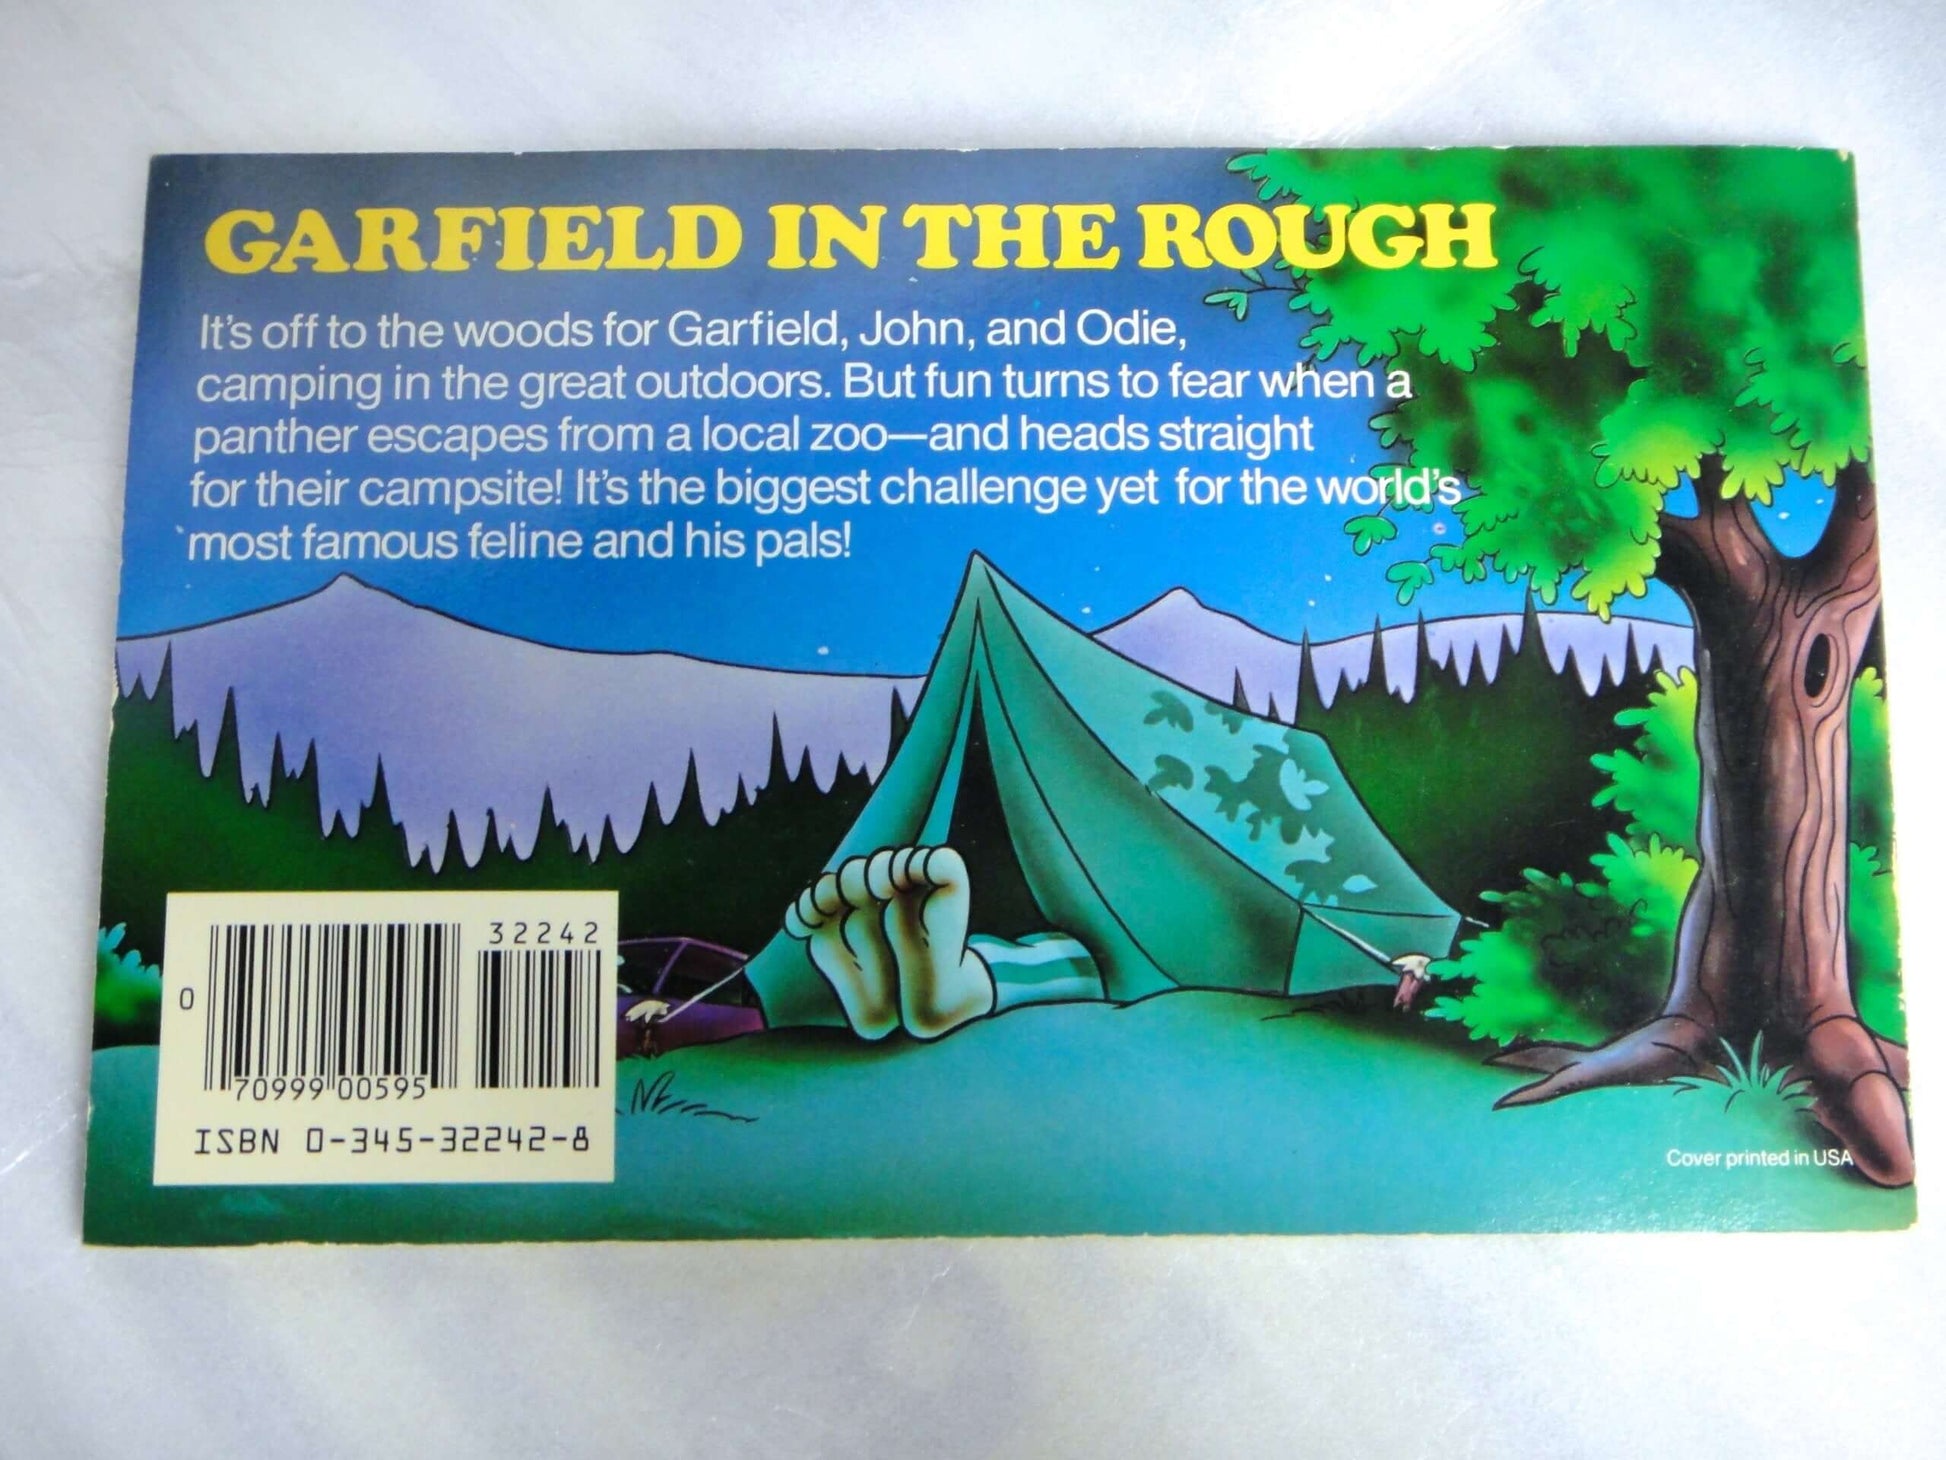 GARFIELD IN THE ROUGH
It's off to the woods for Garfield, John, and Odie,
camping in the great outdoors. But fun turns to fear when a
panther escapes from a local zoo—and heads straight
for their campsite! It's the biggest challenge yet for the world's
most famous feline and his pals!
32242
0
70999 00595
ISBN 0-345-32242-8
Cover printed in USA